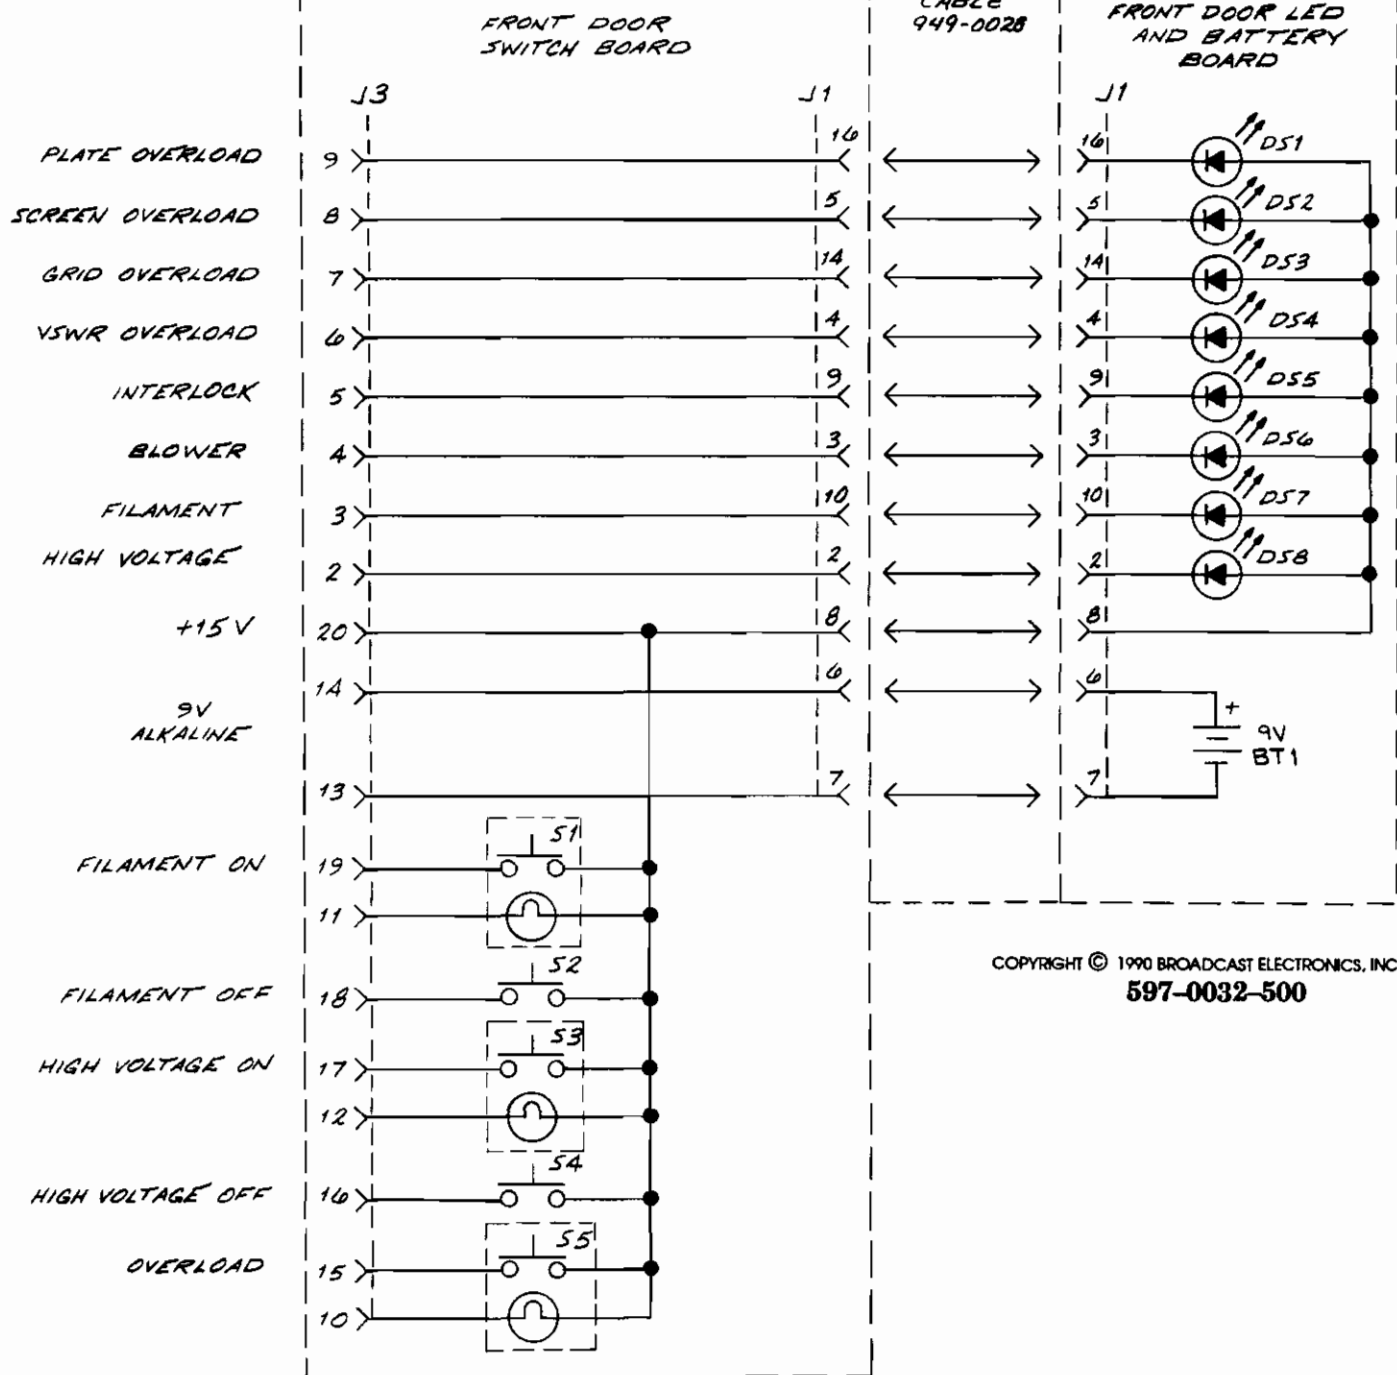 FRONT DOOR
SWITCH BOARD
CABLE
949-0028
FRONT DOOR LED
AND BATTERY
BOARD
J3
J1
J1
PLATE OVERLOAD 9 16 16 DS1
SCREEN OVERLOAD 8 5 5 DS2
GRID OVERLOAD 7 14 14 DS3
VSWR OVERLOAD 6 4 4 DS4
INTERLOCK 5 9 9 DS5
BLOWER 4 3 3 DS6
FILAMENT 3 10 10 DS7
HIGH VOLTAGE 2 2 2 DS8
+15V 20 8 8
14 6 6
9V
ALKALINE
+
9V
BT1
13 7 7
S1
FILAMENT ON 19
11
S2
FILAMENT OFF 18
S3
HIGH VOLTAGE ON 17
12
S4
HIGH VOLTAGE OFF 16
S5
OVERLOAD 15
10
COPYRIGHT © 1990 BROADCAST ELECTRONICS, INC
597-0032-500